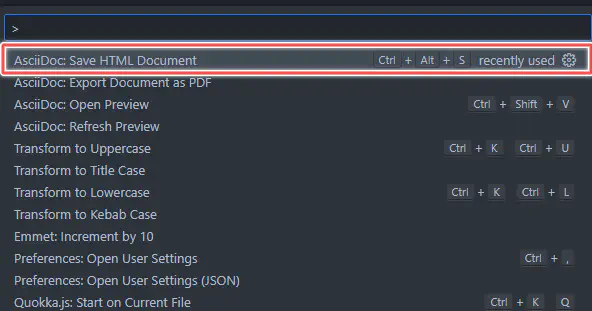 >
AsciiDoc: Save HTML Document Ctrl + Alt + S recently used
AsciiDoc: Export Document as PDF
AsciiDoc: Open Preview Ctrl + Shift + V
AsciiDoc: Refresh Preview
Transform to Uppercase Ctrl + K Ctrl + U
Transform to Title Case
Transform to Lowercase Ctrl + K Ctrl + L
Transform to Kebab Case
Emmet: Increment by 10
Preferences: Open User Settings Ctrl + ,
Preferences: Open User Settings (JSON)
Quokka.js: Start on Current File Ctrl + K Q